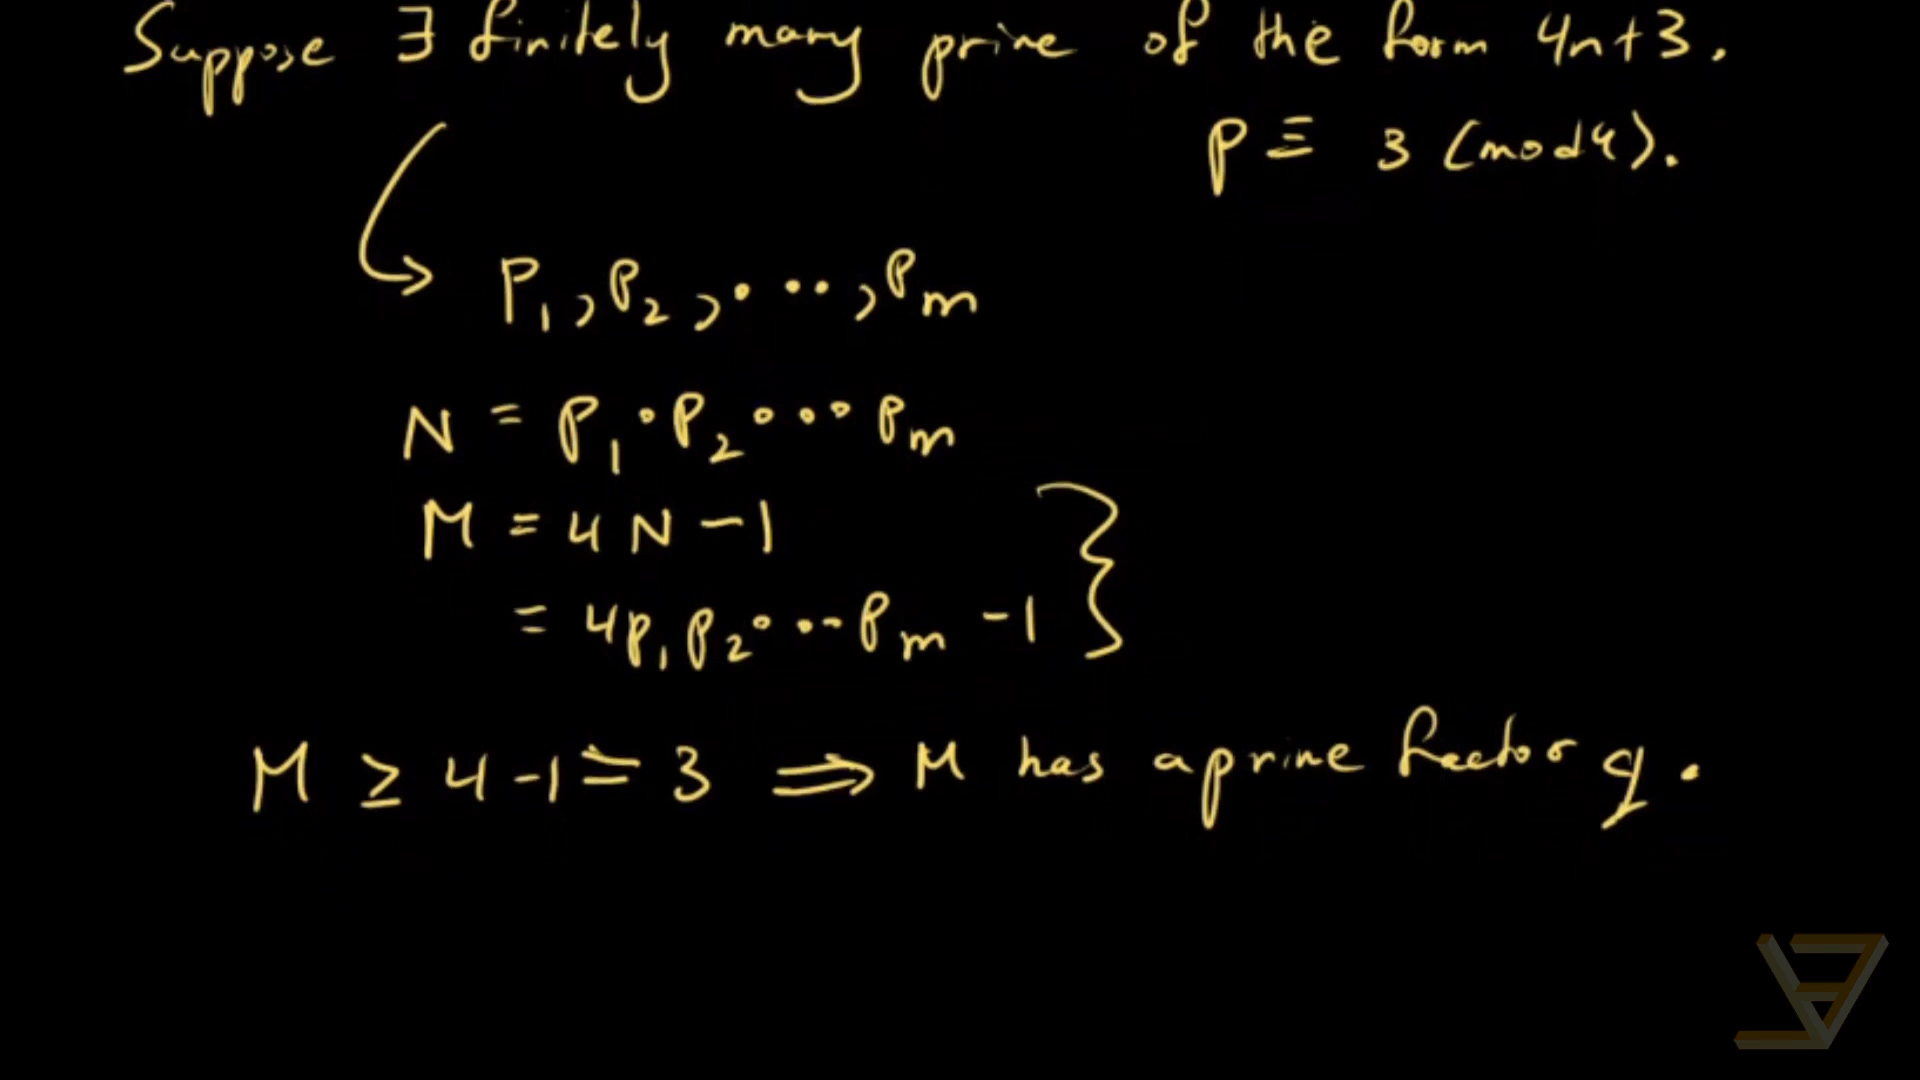 Suppose ∃ finitely many prime of the form 4n+3.
p ≡ 3 (mod 4).
P₁, P₂, ..., Pₘ
N = P₁ · P₂ · ... Pₘ
M = 4N - 1
= 4p₁p₂ ... pₘ - 1
M ≥ 4 - 1 = 3 ⟹ M has a prime factor q.